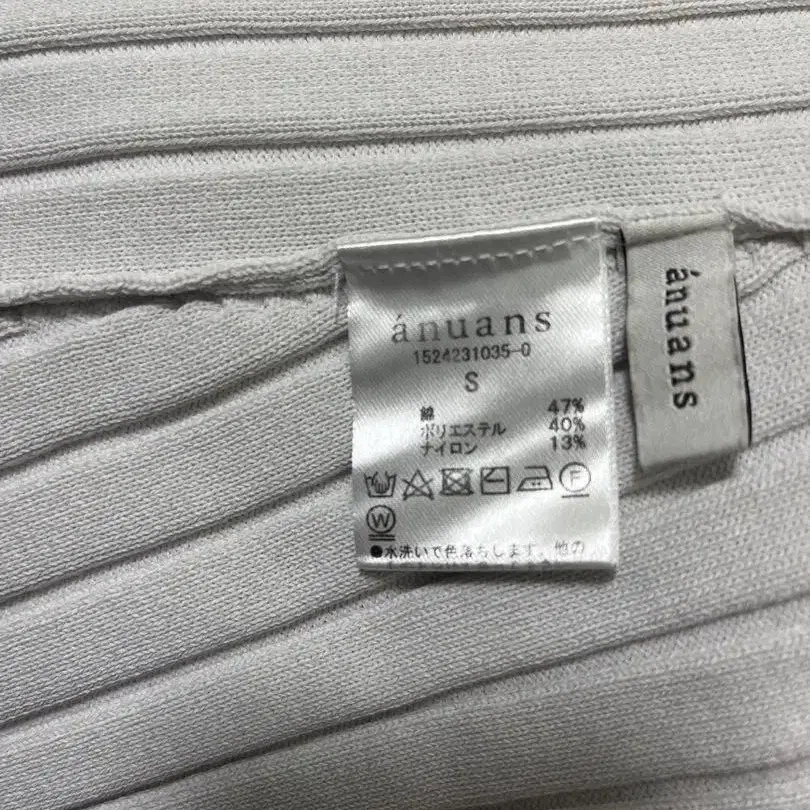 ánuans
1524231035-0
S
綿 47%
ポリエステル 40%
ナイロン 13%
F
W
●水洗いで色落ちします。他の
ánuans